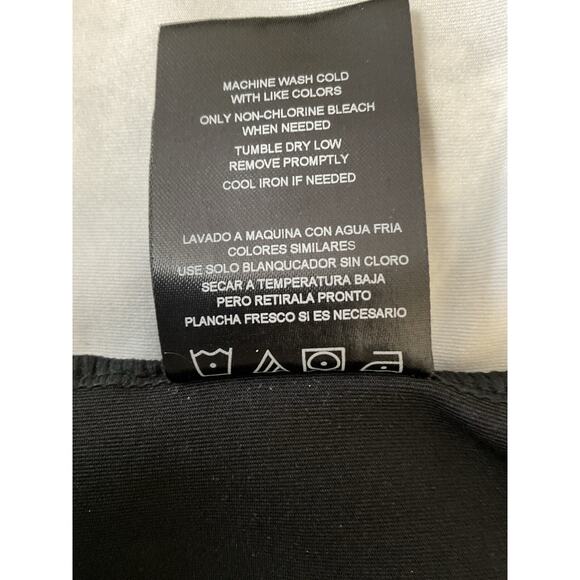 MACHINE WASH COLD
WITH LIKE COLORS
ONLY NON-CHLORINE BLEACH
WHEN NEEDED
TUMBLE DRY LOW
REMOVE PROMPTLY
COOL IRON IF NEEDED
LAVADO A MAQUINA CON AGUA FRIA
COLORES SIMILARES
USE SOLO BLANQUCADOR SIN CLORO
SECAR A TEMPERATURA BAJA
PERO RETIRALA PRONTO
PLANCHA FRESCO SI ES NECESARIO